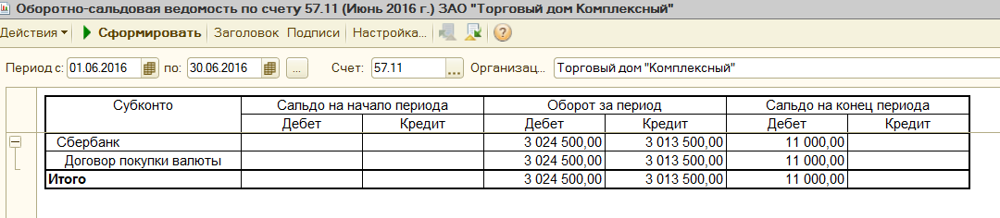 Оборотно-сальдовая ведомость по счету 57.11 (Июнь 2016 г.) ЗАО "Торговый дом Комплексный"
Действия Сформировать Заголовок Подписи Настройка... ?
Период с: 01.06.2016 по: 30.06.2016 ... Счет: 57.11 ... Организац... Торговый дом "Комплексный"
Субконто Сальдо на начало периода Оборот за период Сальдо на конец периода
Дебет Кредит Дебет Кредит Дебет Кредит
Сбербанк 3 024 500,00 3 013 500,00 11 000,00
Договор покупки валюты 3 024 500,00 3 013 500,00 11 000,00
Итого 3 024 500,00 3 013 500,00 11 000,00